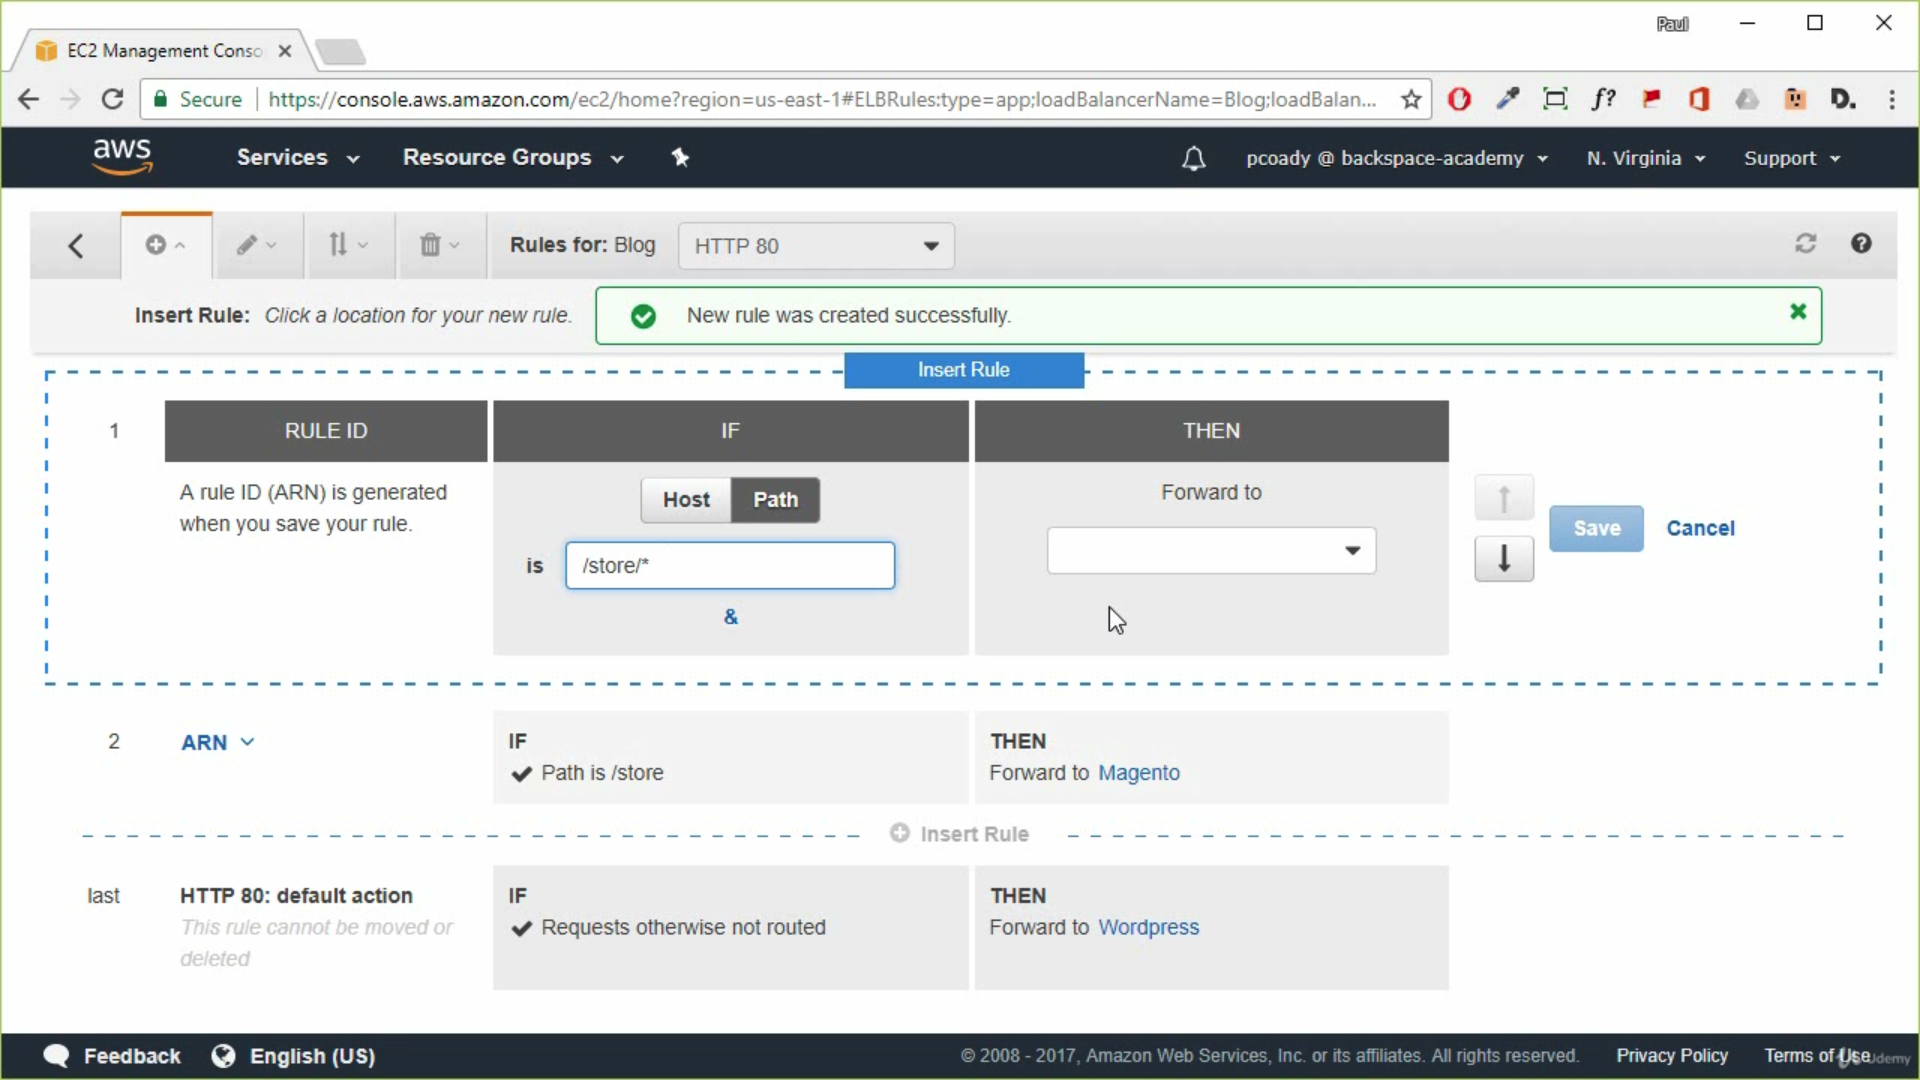 Paul
EC2 Management Conso
Secure https://console.aws.amazon.com/ec2/home?region=us-east-1#ELBRules:type=app;loadBalancerName=Blog;loadBalan...
f? D.
aws Services Resource Groups pcoady @ backspace-academy N. Virginia Support
Rules for: Blog HTTP 80
Insert Rule: Click a location for your new rule. New rule was created successfully.
Insert Rule
1 RULE ID IF THEN
A rule ID (ARN) is generated
when you save your rule.
Host Path
Forward to
is /store/*
&
Save Cancel
2 ARN IF THEN
Path is /store Forward to Magento
Insert Rule
last HTTP 80: default action IF THEN
This rule cannot be moved or
deleted
Requests otherwise not routed Forward to Wordpress
Feedback English (US) © 2008 - 2017, Amazon Web Services, Inc. or its affiliates. All rights reserved. Privacy Policy Terms of Use
Udemy